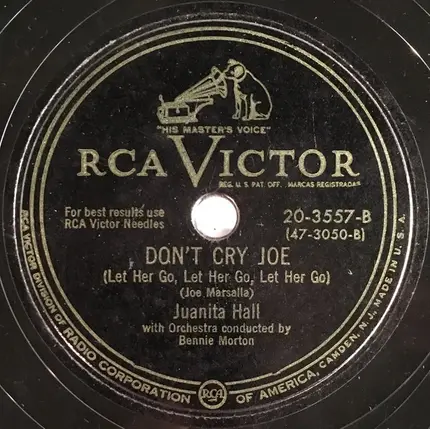 "HIS MASTER'S VOICE"
RCA VICTOR
REG. U. S. PAT. OFF. MARCAS REGISTRADAS
For best results use
RCA Victor Needles
20-3557-B
(47-3050-B)
DON'T CRY JOE
(Let Her Go, Let Her Go, Let Her Go)
(Joe Marsalla)
Juanita Hall
with Orchestra conducted by
Bennie Morton
RCA VICTOR DIVISION OF RADIO CORPORATION OF AMERICA, CAMDEN, N. J., MADE IN U. S. A.
RCA